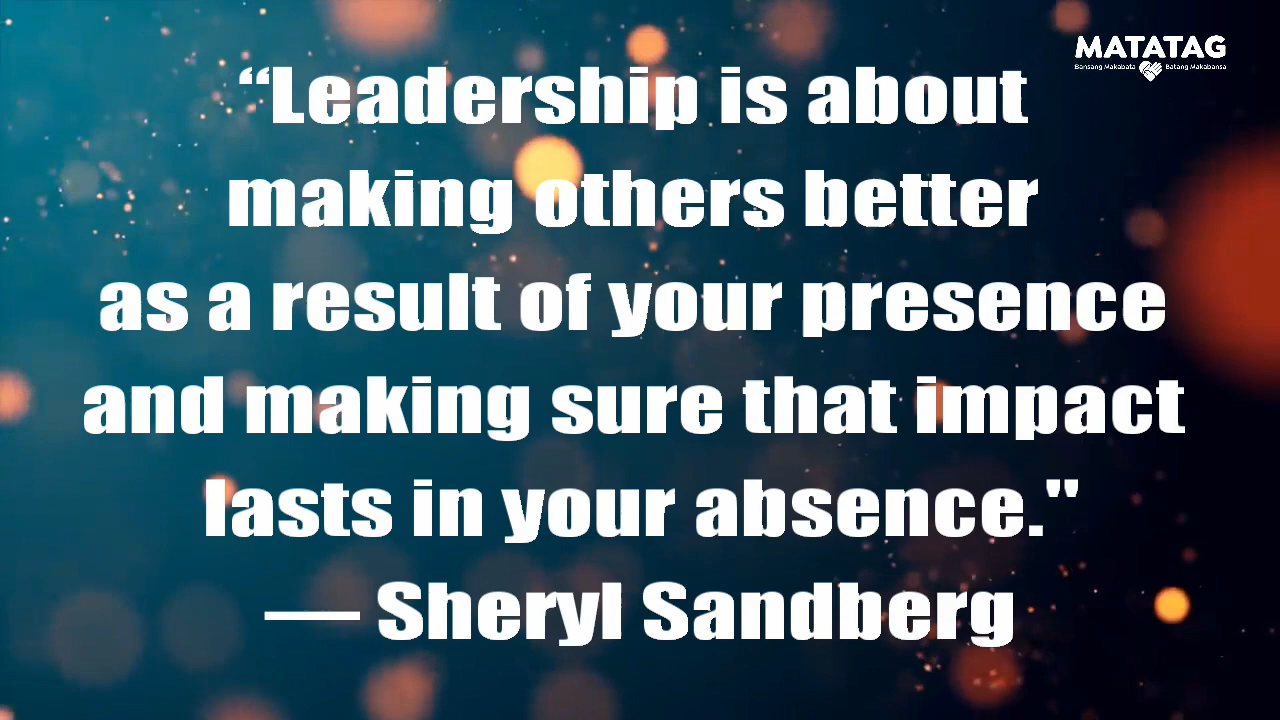 MATATAG
Bansang Makabata Batang Makabansa
“Leadership is about
making others better
as a result of your presence
and making sure that impact
lasts in your absence."
— Sheryl Sandberg